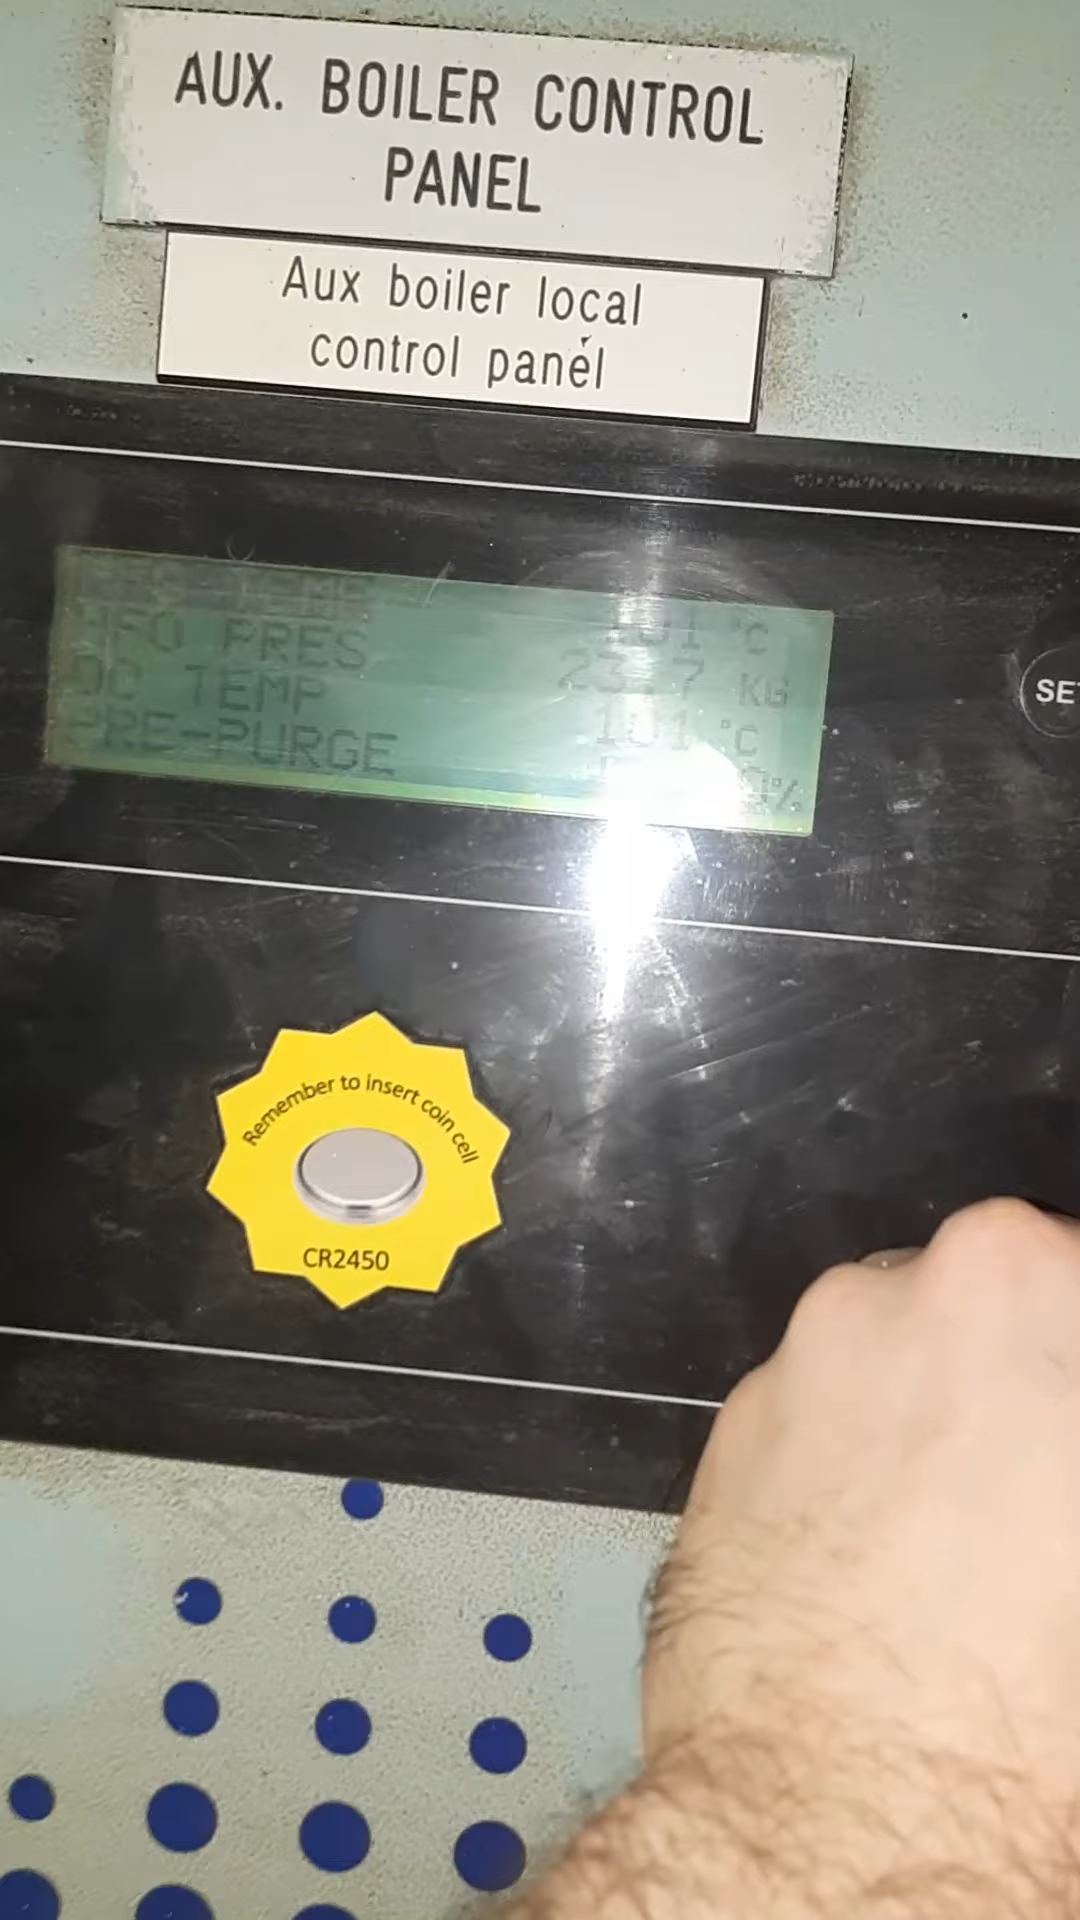 AUX. BOILER CONTROL
PANEL
Aux boiler local
control panel
HFO PRES 23.7 KG
TEMP 101 °C
PRE-PURGE %
SET
Remember to insert coin cell
CR2450